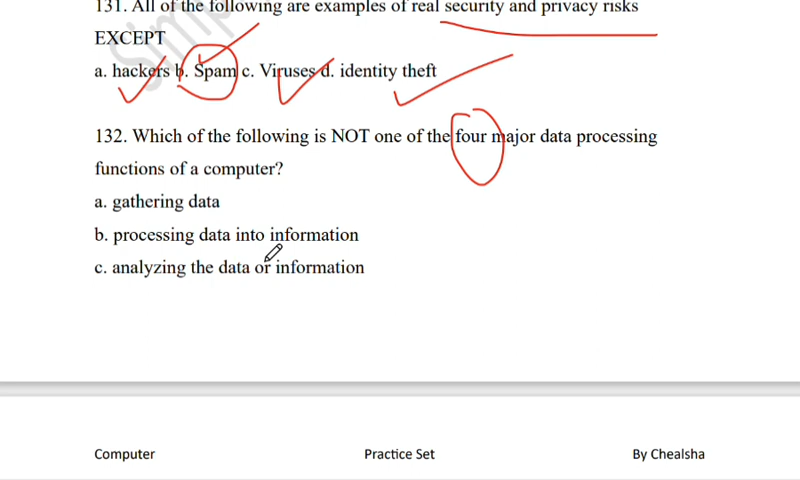 131. All of the following are examples of real security and privacy risks
EXCEPT
a. hackers b. Spam c. Viruses d. identity theft
132. Which of the following is NOT one of the four major data processing
functions of a computer?
a. gathering data
b. processing data into information
c. analyzing the data or information
Computer Practice Set By Chealsha